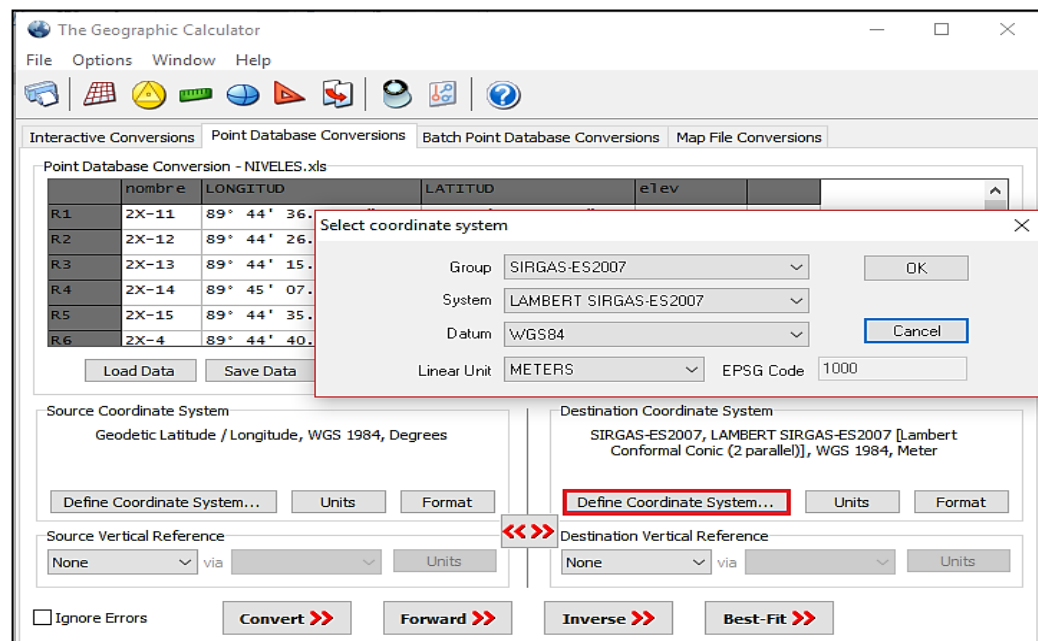 The Geographic Calculator
File Options Window Help
Interactive Conversions Point Database Conversions Batch Point Database Conversions Map File Conversions
Point Database Conversion - NIVELES.xls
nombre LONGITUD LATITUD elev
R1 2X-11 89° 44' 36.
R2 2X-12 89° 44' 26.
R3 2X-13 89° 44' 15.
R4 2X-14 89° 45' 07.
R5 2X-15 89° 44' 35.
R6 2X-4 89° 44' 40.
Load Data Save Data
Select coordinate system
Group SIRGAS-ES2007 OK
System LAMBERT SIRGAS-ES2007
Datum WGS84 Cancel
Linear Unit METERS EPSG Code 1000
Source Coordinate System
Geodetic Latitude / Longitude, WGS 1984, Degrees
Define Coordinate System... Units Format
Destination Coordinate System
SIRGAS-ES2007, LAMBERT SIRGAS-ES2007 [Lambert
Conformal Conic (2 parallel)], WGS 1984, Meter
Define Coordinate System... Units Format
Source Vertical Reference
None via Units
Destination Vertical Reference
None via Units
Ignore Errors Convert Forward Inverse Best-Fit